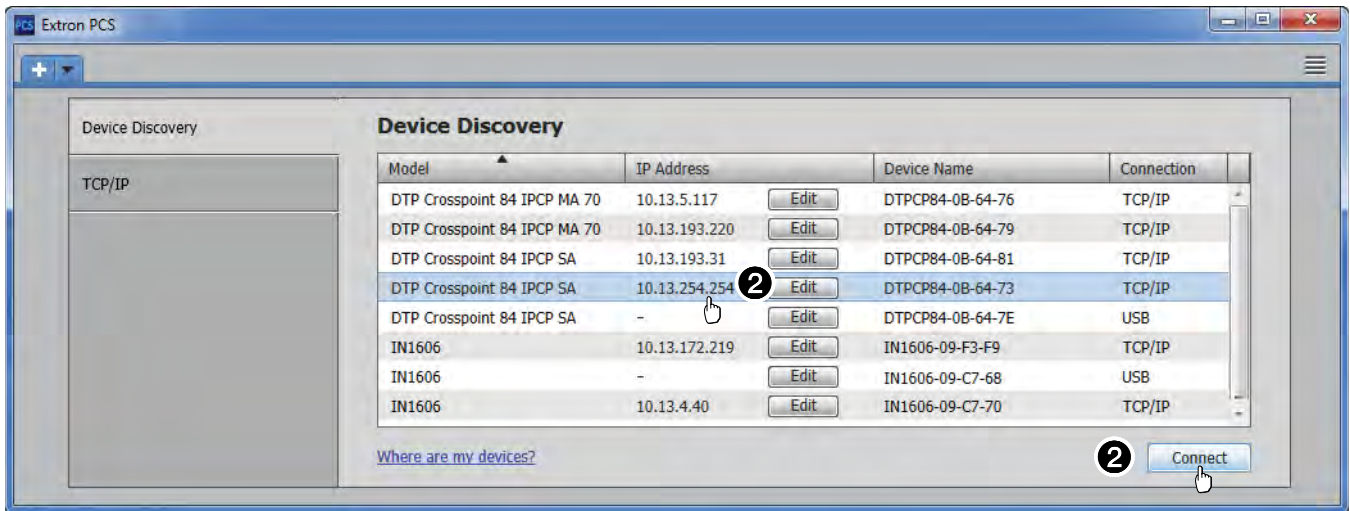 PCS Extron PCS
Device Discovery
TCP/IP
Device Discovery
Model IP Address Device Name Connection
DTP Crosspoint 84 IPCP MA 70 10.13.5.117 Edit DTPCP84-0B-64-76 TCP/IP
DTP Crosspoint 84 IPCP MA 70 10.13.193.220 Edit DTPCP84-0B-64-79 TCP/IP
DTP Crosspoint 84 IPCP SA 10.13.193.31 Edit DTPCP84-0B-64-81 TCP/IP
DTP Crosspoint 84 IPCP SA 10.13.254.254 2 Edit DTPCP84-0B-64-73 TCP/IP
DTP Crosspoint 84 IPCP SA - Edit DTPCP84-0B-64-7E USB
IN1606 10.13.172.219 Edit IN1606-09-F3-F9 TCP/IP
IN1606 - Edit IN1606-09-C7-68 USB
IN1606 10.13.4.40 Edit IN1606-09-C7-70 TCP/IP
Where are my devices? 2 Connect